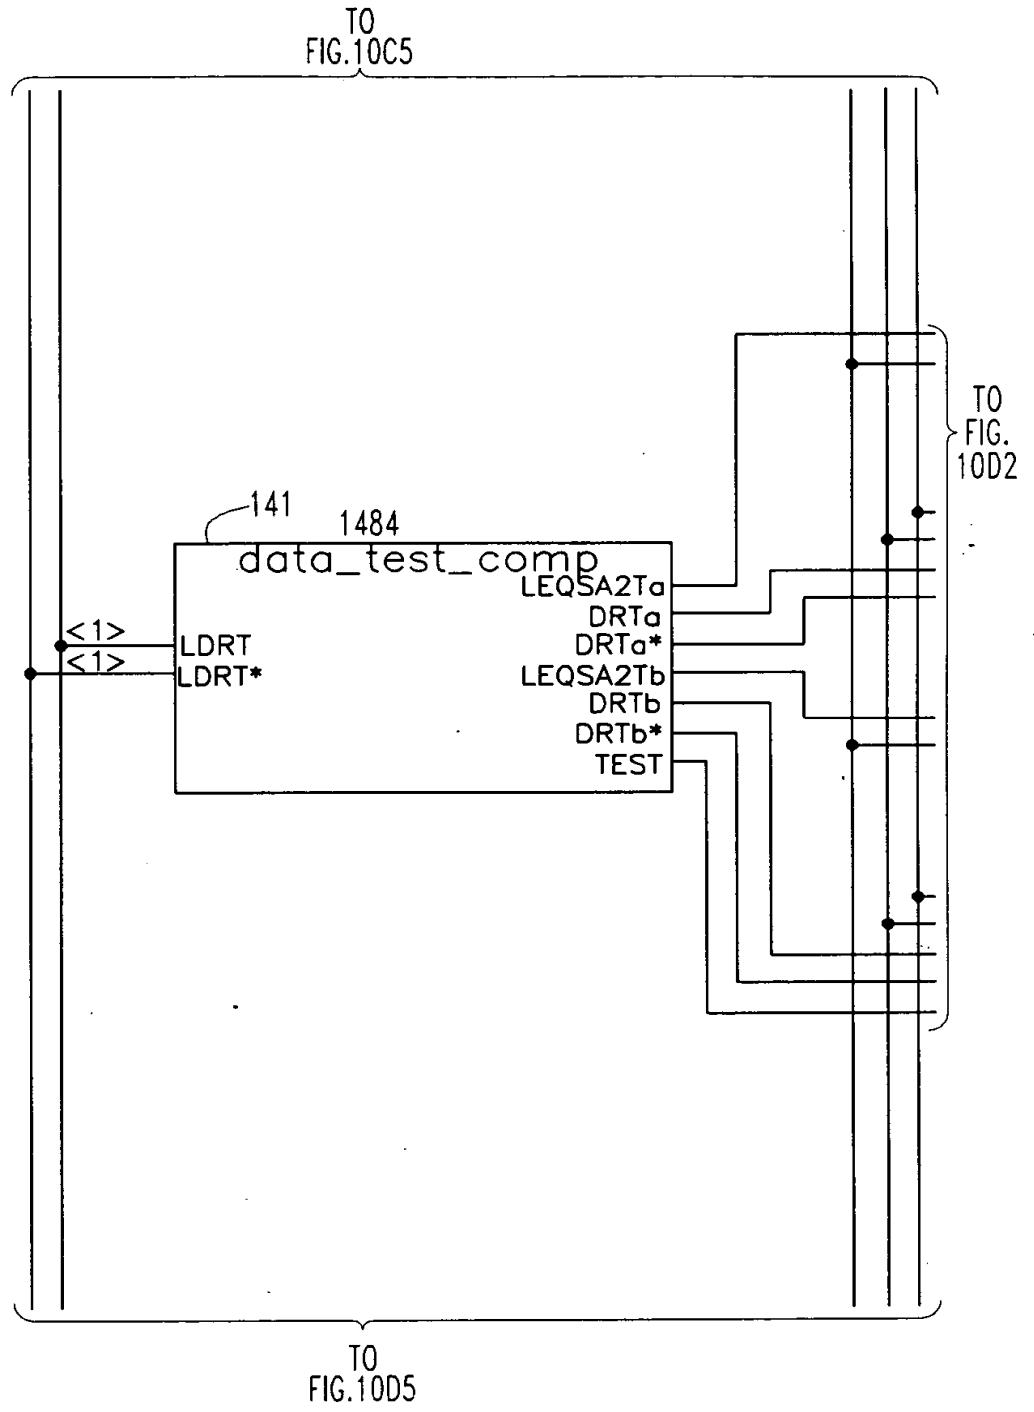 TO
FIG.10C5
TO
FIG.
10D2
141
1484
data_test_comp
LEQSA2Ta
DRTa
<1>
LDRT
DRTa*
<1>
LDRT*
LEQSA2Tb
DRTb
DRTb*
TEST
TO
FIG.10D5